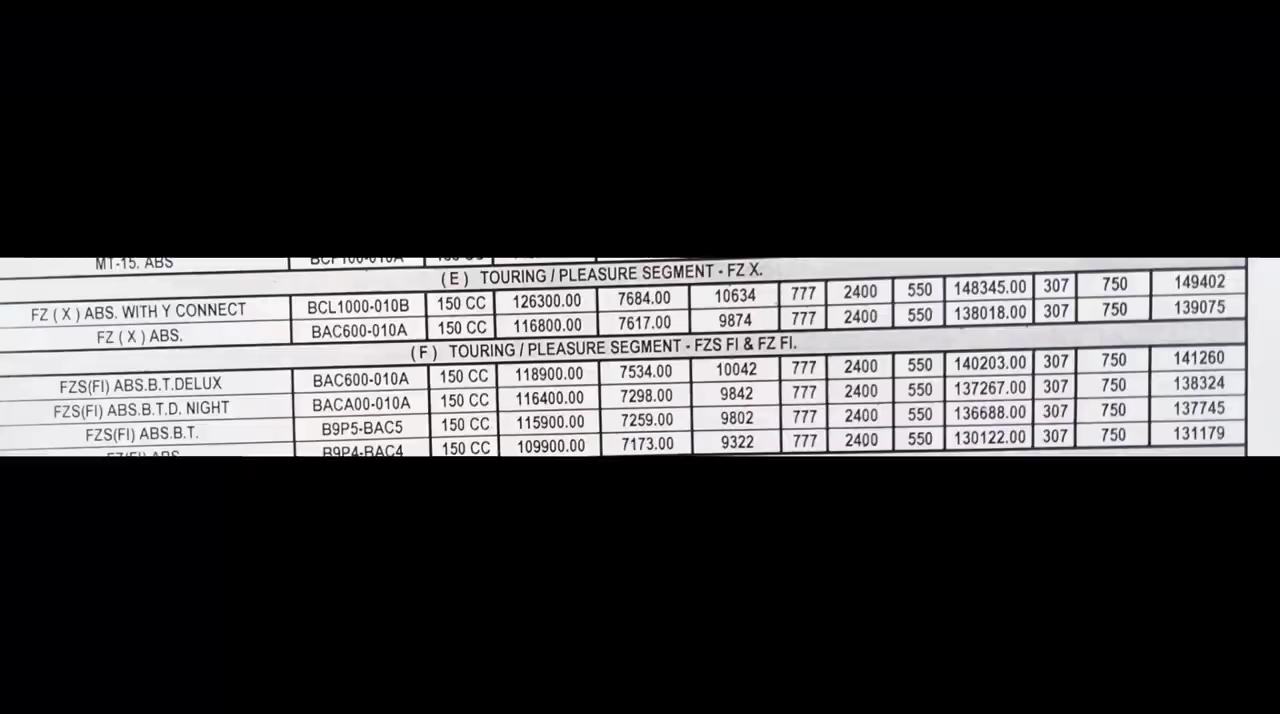 MT-15. ABS
( E ) TOURING / PLEASURE SEGMENT - FZ X.
FZ ( X ) ABS. WITH Y CONNECT BCL1000-010B 150 CC 126300.00 7684.00 10634 777 2400 550 148345.00 307 750 149402
FZ ( X ) ABS. BAC600-010A 150 CC 116800.00 7617.00 9874 777 2400 550 138018.00 307 750 139075
( F ) TOURING / PLEASURE SEGMENT - FZS FI & FZ FI.
FZS(FI) ABS.B.T.DELUX BAC600-010A 150 CC 118900.00 7534.00 10042 777 2400 550 140203.00 307 750 141260
FZS(FI) ABS.B.T.D. NIGHT BACA00-010A 150 CC 116400.00 7298.00 9842 777 2400 550 137267.00 307 750 138324
FZS(FI) ABS.B.T. B9P5-BAC5 150 CC 115900.00 7259.00 9802 777 2400 550 136688.00 307 750 137745
B9P4-BAC4 150 CC 109900.00 7173.00 9322 777 2400 550 130122.00 307 750 131179